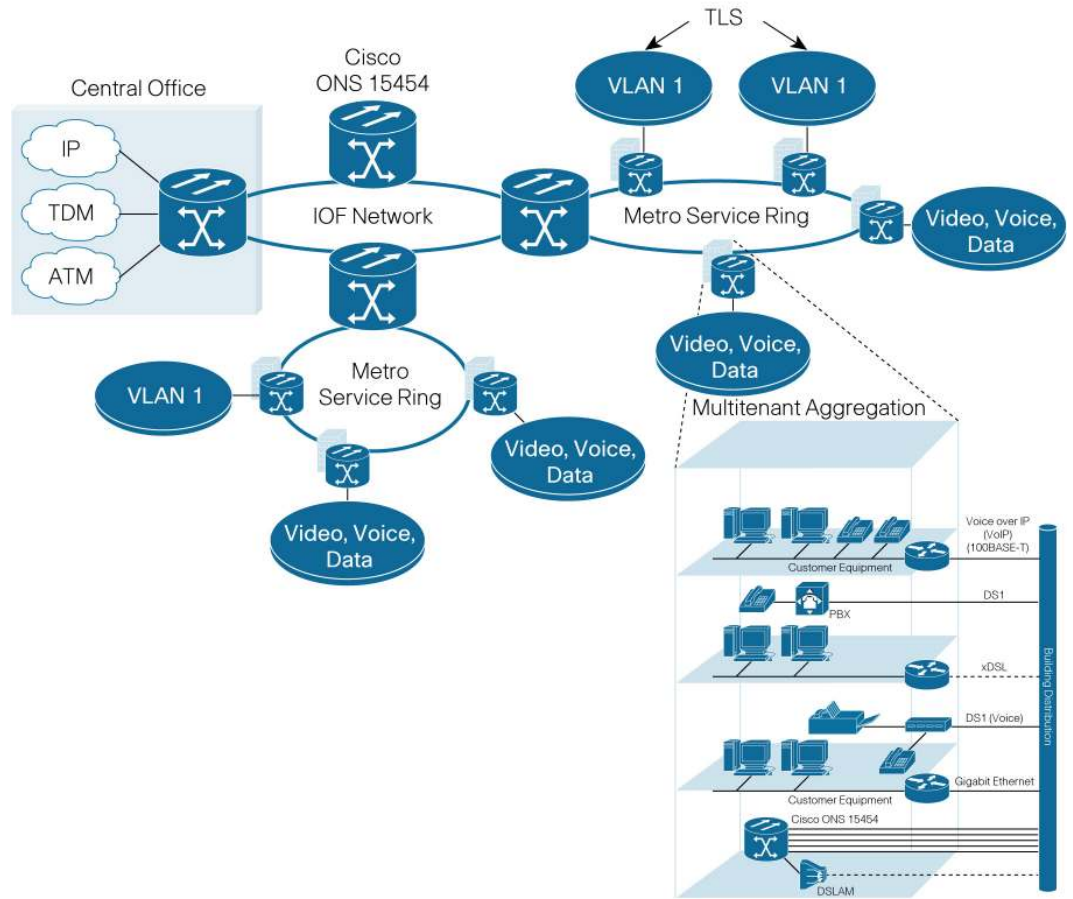 TLS
Cisco
ONS 15454
Central Office
VLAN 1
VLAN 1
IP
TDM
ATM
IOF Network
Metro Service Ring
Video, Voice,
Data
Video, Voice,
Data
VLAN 1
Metro
Service Ring
Video, Voice,
Data
Video, Voice,
Data
Multitenant Aggregation
Voice over IP
(VoIP)
(100BASE-T)
Customer Equipment
DS1
PBX
xDSL
DS1 (Voice)
Gigabit Ethernet
Customer Equipment
Cisco ONS 15454
DSLAM
Building Distribution